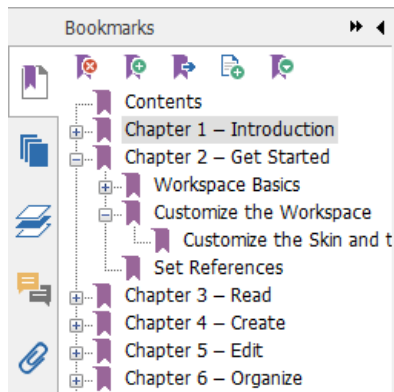 Bookmarks
Contents
Chapter 1 – Introduction
Chapter 2 – Get Started
Workspace Basics
Customize the Workspace
Customize the Skin and t
Set References
Chapter 3 – Read
Chapter 4 – Create
Chapter 5 – Edit
Chapter 6 – Organize